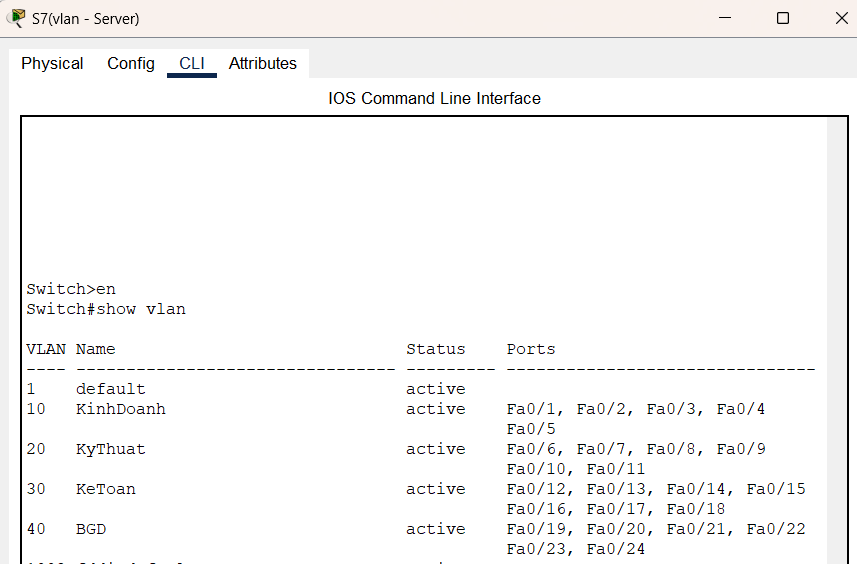 S7(vlan - Server)
Physical Config CLI Attributes
IOS Command Line Interface
Switch>en
Switch#show vlan
VLAN Name Status Ports
---- -------------------------------- --------- -------------------------------
1 default active
10 KinhDoanh active Fa0/1, Fa0/2, Fa0/3, Fa0/4
Fa0/5
20 KyThuat active Fa0/6, Fa0/7, Fa0/8, Fa0/9
Fa0/10, Fa0/11
30 KeToan active Fa0/12, Fa0/13, Fa0/14, Fa0/15
Fa0/16, Fa0/17, Fa0/18
40 BGD active Fa0/19, Fa0/20, Fa0/21, Fa0/22
Fa0/23, Fa0/24